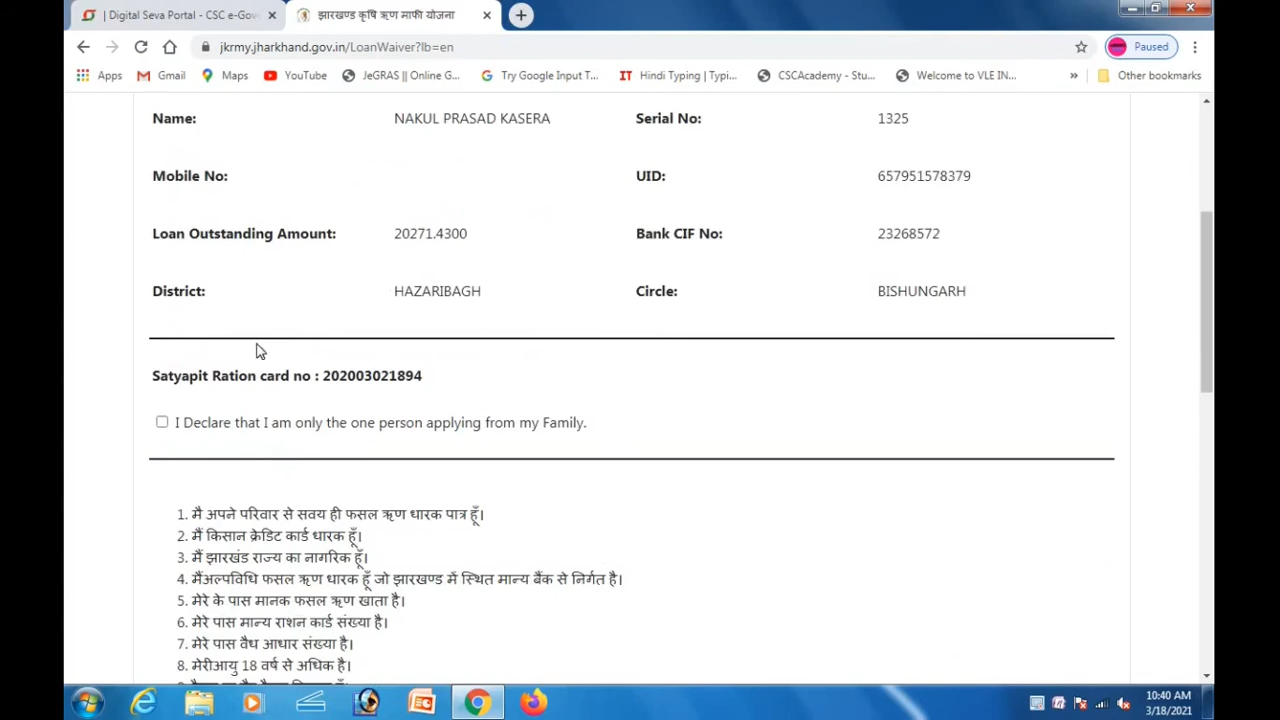 | Digital Seva Portal - CSC e-Gov
झारखण्ड कृषि ऋण माफी योजना
jkrmy.jharkhand.gov.in/LoanWaiver?lb=en
Paused
Apps Gmail Maps YouTube JeGRAS || Online G... Try Google Input T... Hindi Typing | Typi... CSCAcademy - Stu... Welcome to VLE IN... » Other bookmarks
Name: NAKUL PRASAD KASERA Serial No: 1325
Mobile No: UID: 657951578379
Loan Outstanding Amount: 20271.4300 Bank CIF No: 23268572
District: HAZARIBAGH Circle: BISHUNGARH
Satyapit Ration card no : 202003021894
I Declare that I am only the one person applying from my Family.
1. मै अपने परिवार से सवय ही फसल ऋण धारक पात्र हूँ।
2. मैं किसान क्रेडिट कार्ड धारक हूँ।
3. मैं झारखंड राज्य का नागरिक हूँ।
4. मैंअल्पविधि फसल ऋण धारक हूँ जो झारखण्ड में स्थित मान्य बैंक से निर्गत है।
5. मेरे के पास मानक फसल ऋण खाता है।
6. मेरे पास मान्य राशन कार्ड संख्या है।
7. मेरे पास वैध आधार संख्या है।
8. मेरीआयु 18 वर्ष से अधिक है।
10:40 AM
3/18/2021